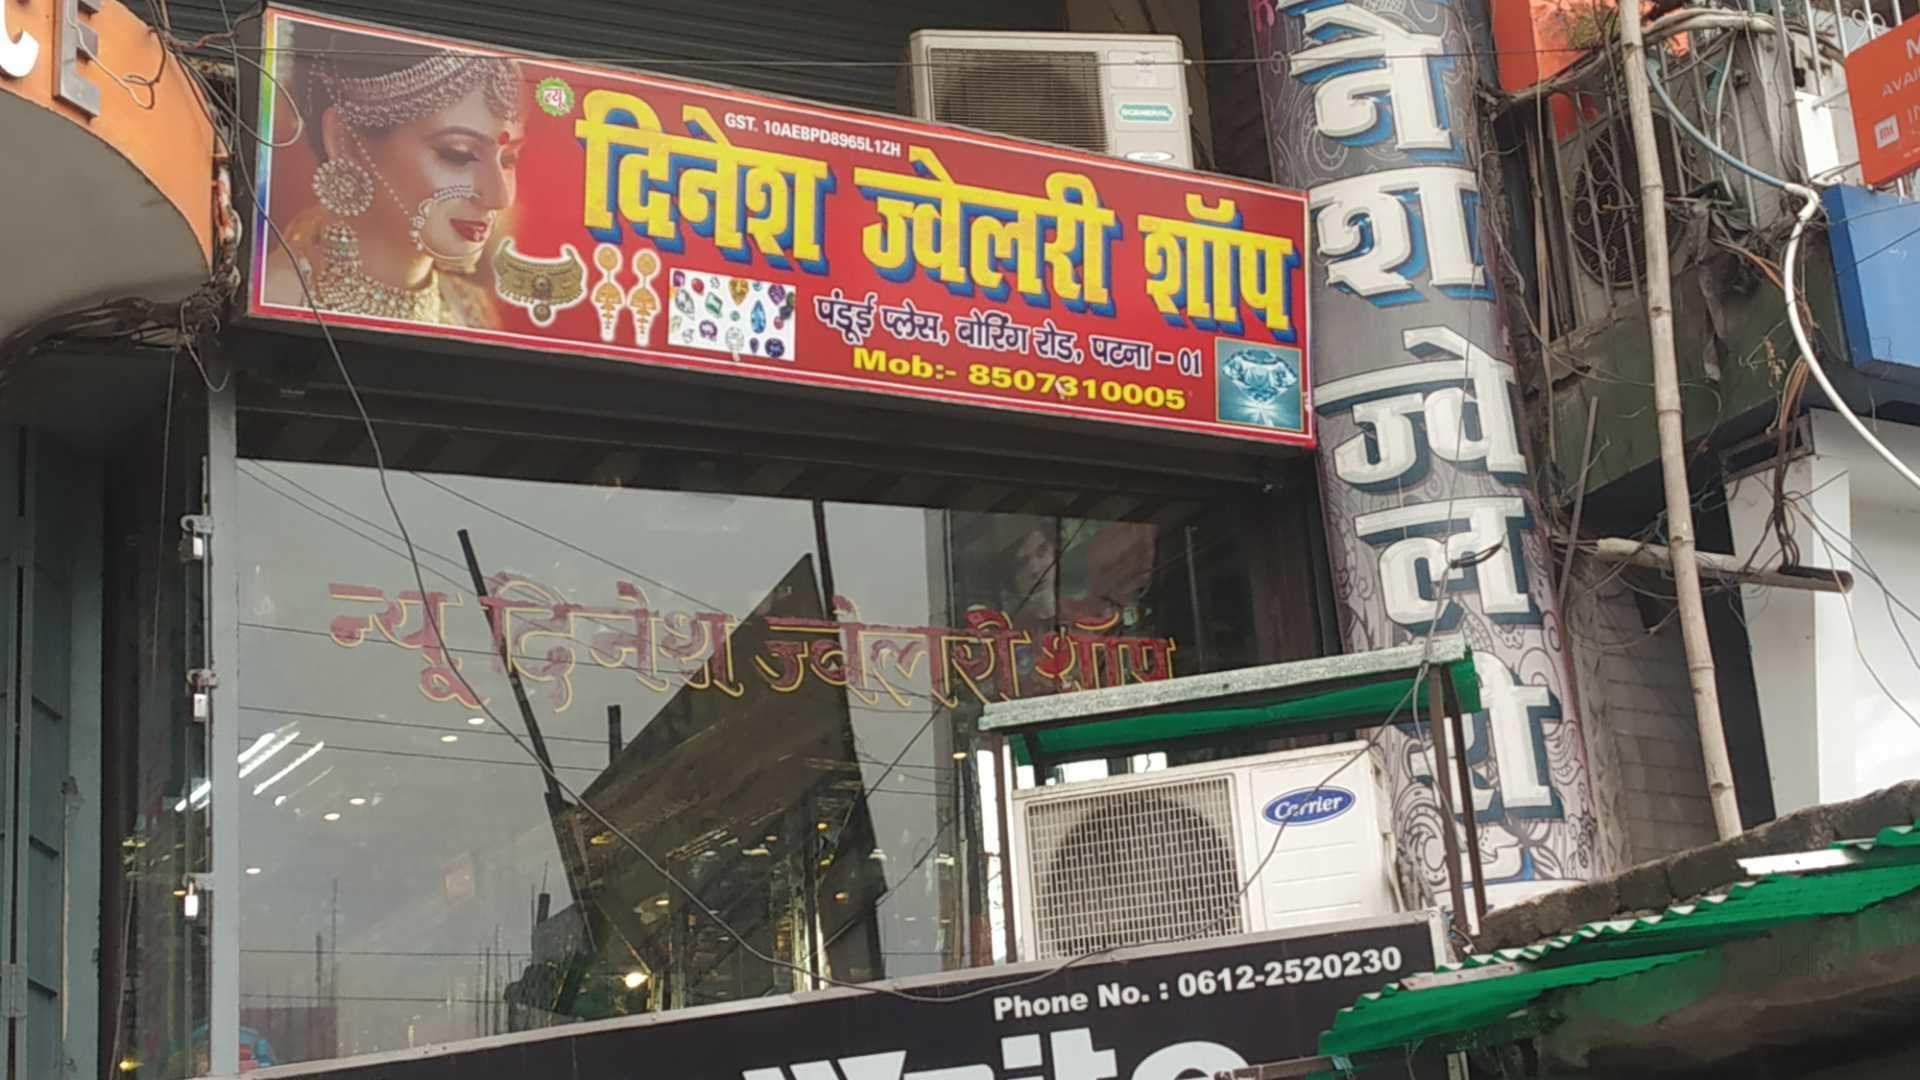 न्यू
GST. 10AEBPD8965L1ZH
दिनेश ज्वेलरी शॉप
पंडूई प्लेस, बोरिंग रोड, पटना - 01
Mob:- 8507310005
नेश ज्वेलरी
न्यू दिनेश ज्वेलरी शॉप
Carrier
Phone No. : 0612-2520230